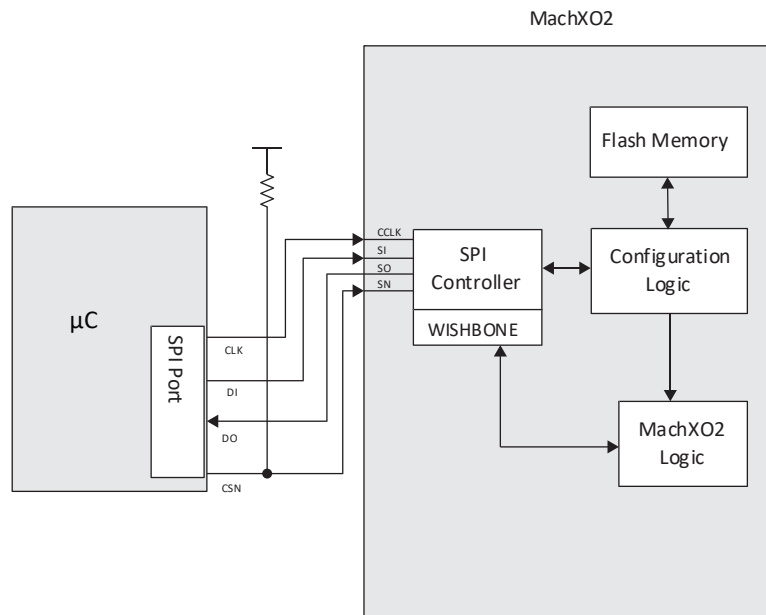 MachXO2
Flash Memory
CCLK
SI
SO
SN
SPI
Controller
WISHBONE
Configuration
Logic
µC
SPI Port
CLK
DI
DO
CSN
MachXO2
Logic